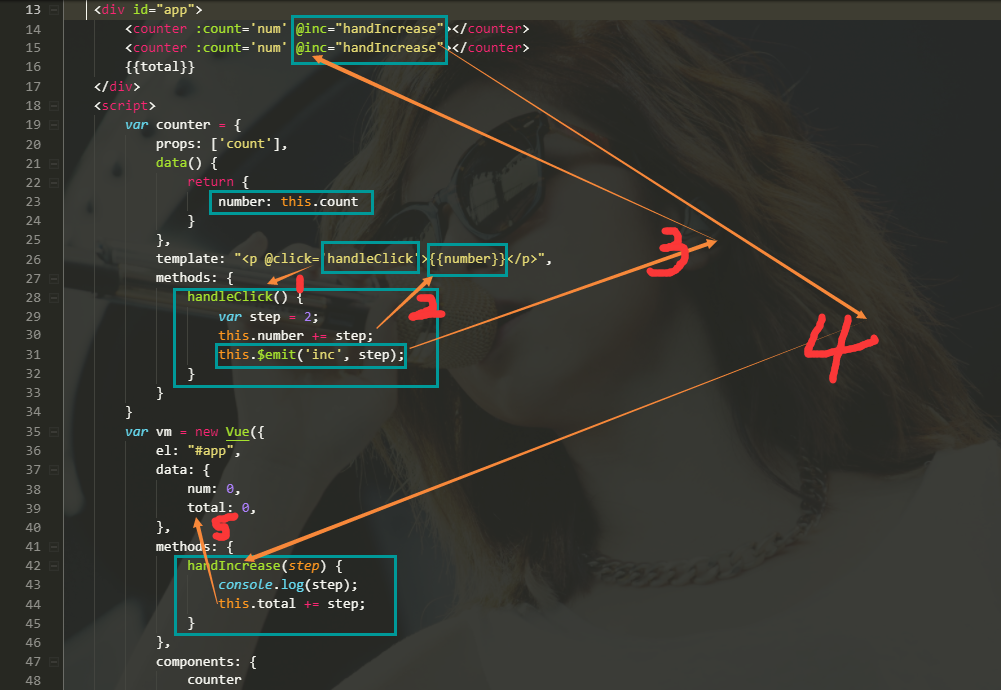 13 <div id="app">
14 <counter :count='num' @inc="handIncrease"></counter>
15 <counter :count='num' @inc="handIncrease"></counter>
16 {{total}}
17 </div>
18 <script>
19 var counter = {
20 props: ['count'],
21 data() {
22 return {
23 number: this.count
24 }
25 },
26 template: "<p @click='handleClick'>{{number}}</p>",
27 methods: {
1
28 handleClick() {
2
29 var step = 2;
30 this.number += step;
31 this.$emit('inc', step);
3
4
32 }
33 }
34 }
35 var vm = new Vue({
36 el: "#app",
37 data: {
38 num: 0,
39 total: 0,
5
40 },
41 methods: {
42 handIncrease(step) {
43 console.log(step);
44 this.total += step;
45 }
46 },
47 components: {
48 counter